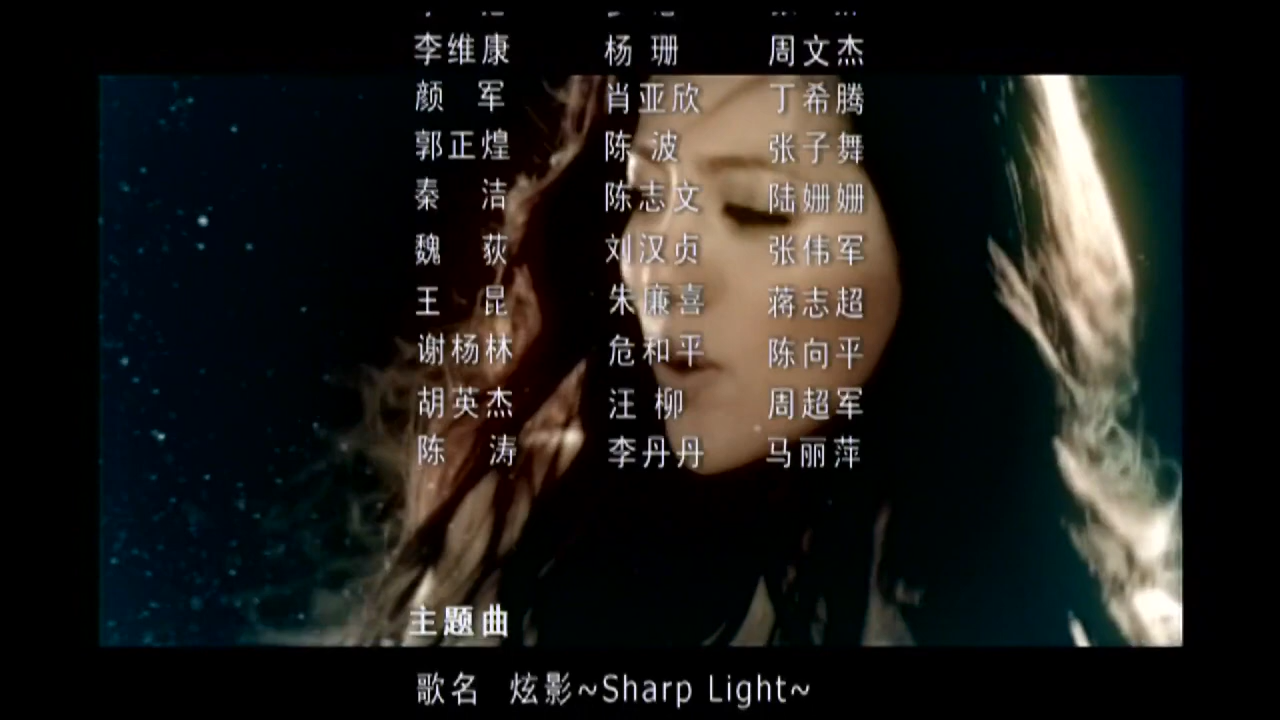 李维康 杨 珊 周文杰
颜 军 肖亚欣 丁希腾
郭正煌 陈 波 张子舞
秦 洁 陈志文 陆姗姗
魏 荻 刘汉贞 张伟军
王 昆 朱廉喜 蒋志超
谢杨林 危和平 陈向平
胡英杰 汪 柳 周超军
陈 涛 李丹丹 马丽萍
主题曲
歌名 炫影~Sharp Light~